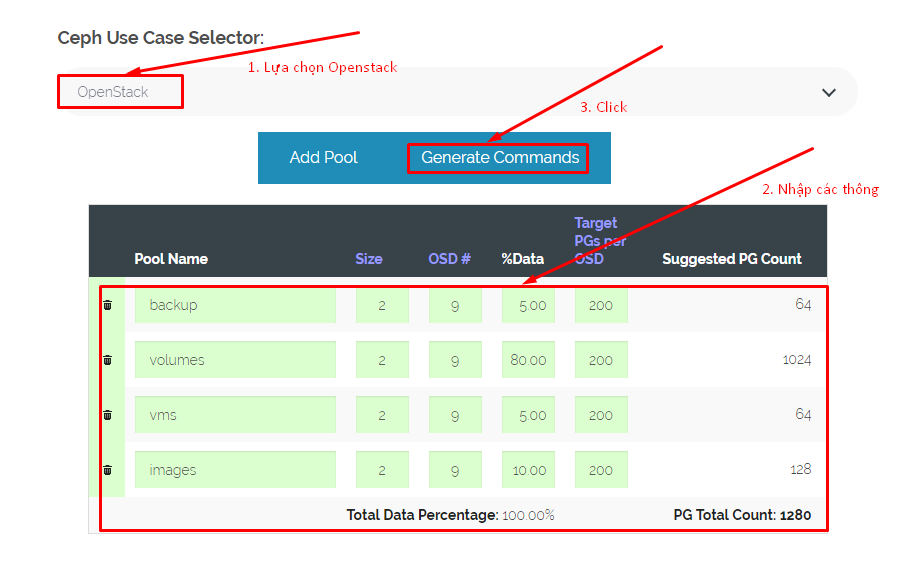 Ceph Use Case Selector:
1. Lựa chọn Openstack
OpenStack
3. Click
Add Pool Generate Commands
2. Nhập các thông
Pool Name Size OSD # %Data Target PGs per OSD Suggested PG Count
backup 2 9 5.00 200 64
volumes 2 9 80.00 200 1024
vms 2 9 5.00 200 64
images 2 9 10.00 200 128
Total Data Percentage: 100.00% PG Total Count: 1280